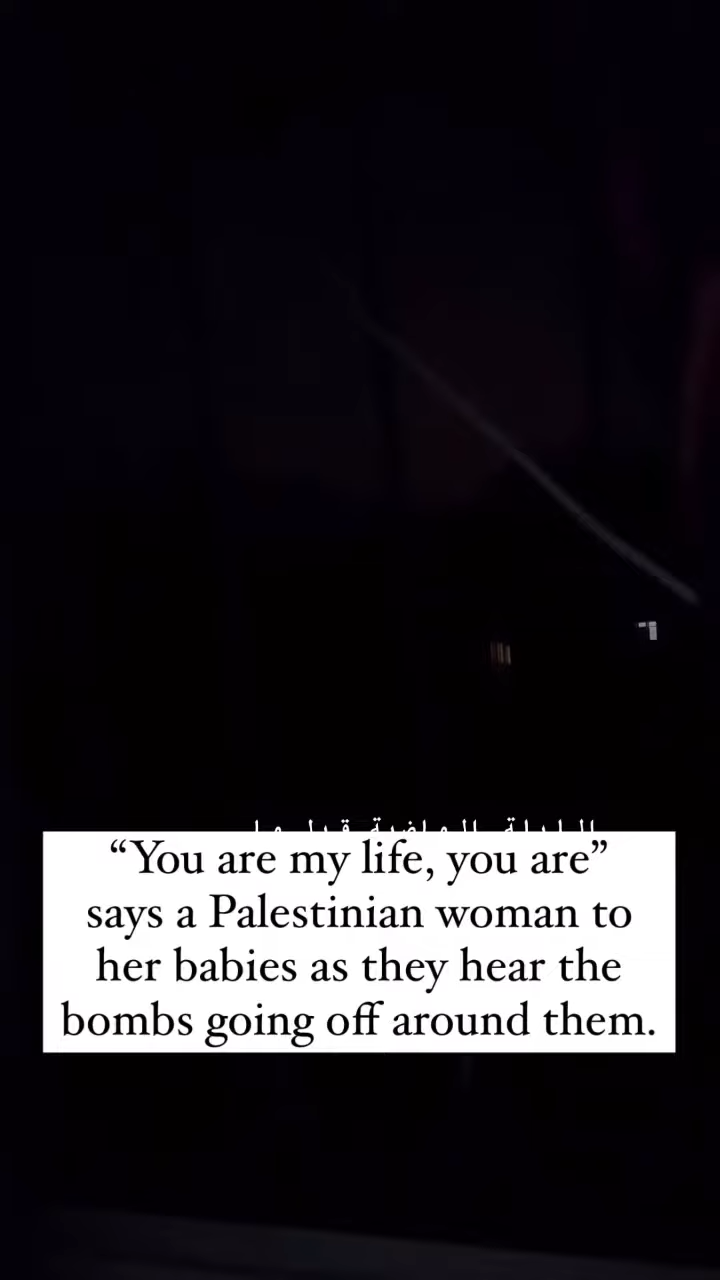 “You are my life, you are”
says a Palestinian woman to
her babies as they hear the
bombs going off around them.